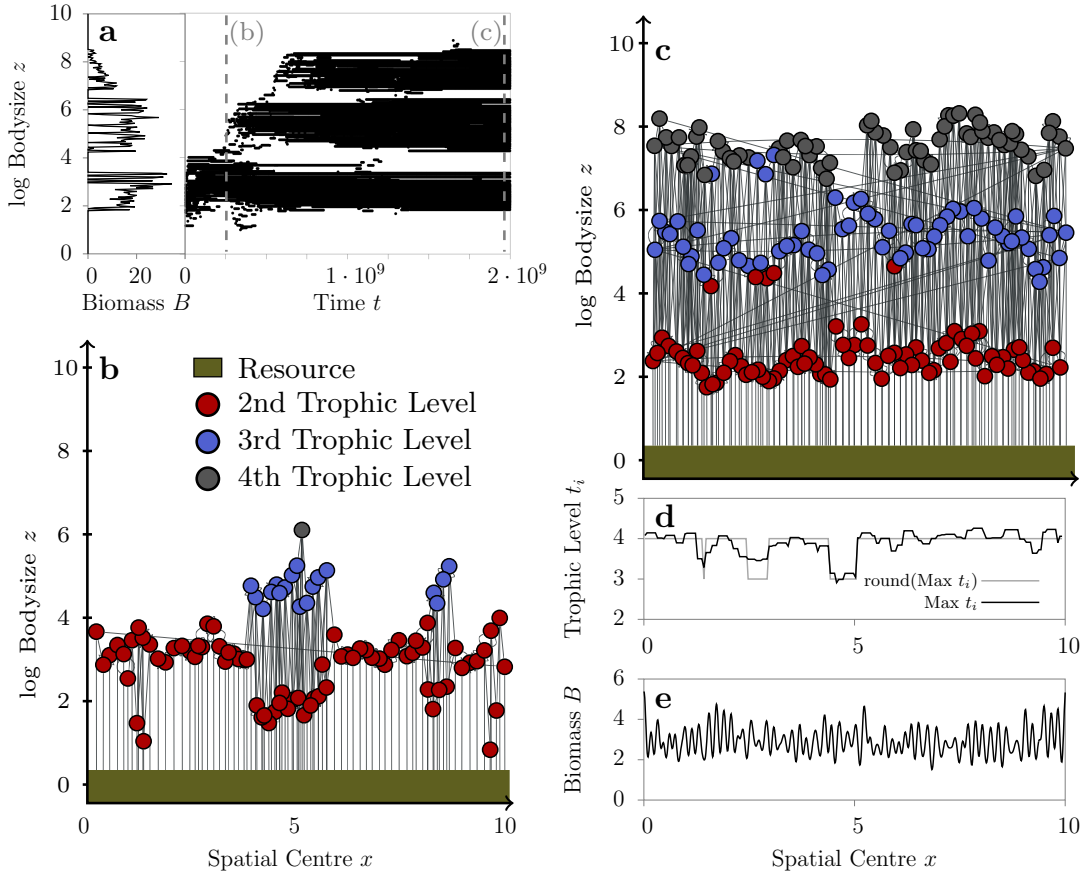 a
(b)
(c)
log Bodysize z
10
8
6
4
2
0
0
20
0
1·10⁹
2·10⁹
Biomass B
Time t
b
Resource
2nd Trophic Level
3rd Trophic Level
4th Trophic Level
log Bodysize z
10
8
6
4
2
0
0
5
10
Spatial Centre x
c
log Bodysize z
10
8
6
4
2
0
d
Trophic Level tᵢ
5
4
3
2
round(Max tᵢ)
Max tᵢ
e
Biomass B
6
4
2
0
0
5
10
Spatial Centre x